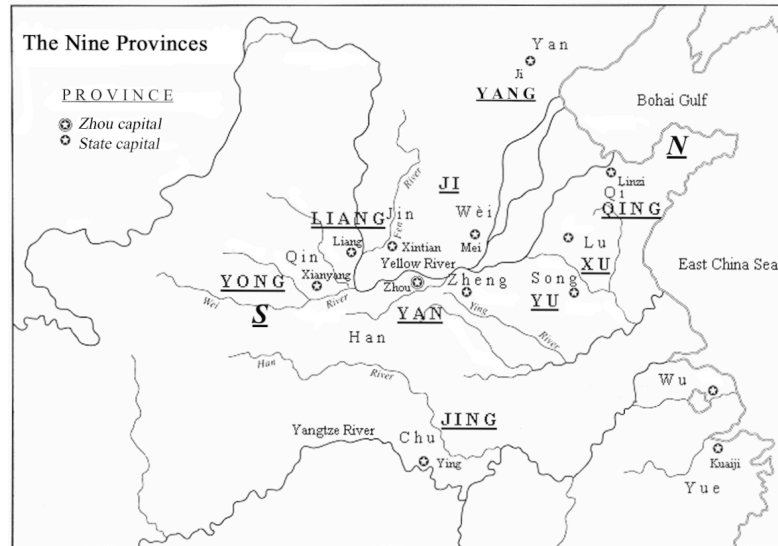 The Nine Provinces
PROVINCE
Zhou capital
State capital
Yan
Ji
YANG
Bohai Gulf
N
JI
River
Linzi
Qi
QING
LIANG
Jin
Fen
Wèi
Liang
Xintian
Mei
Lu
XU
Qin
Yellow River
East China Sea
YONG
Xianyang
Zhou
Zheng
Song
YU
Wei
River
S
YAN
Ying
River
Han
Han
River
Wu
JING
Yangtze River
Chu
Ying
Kuaiji
Yue